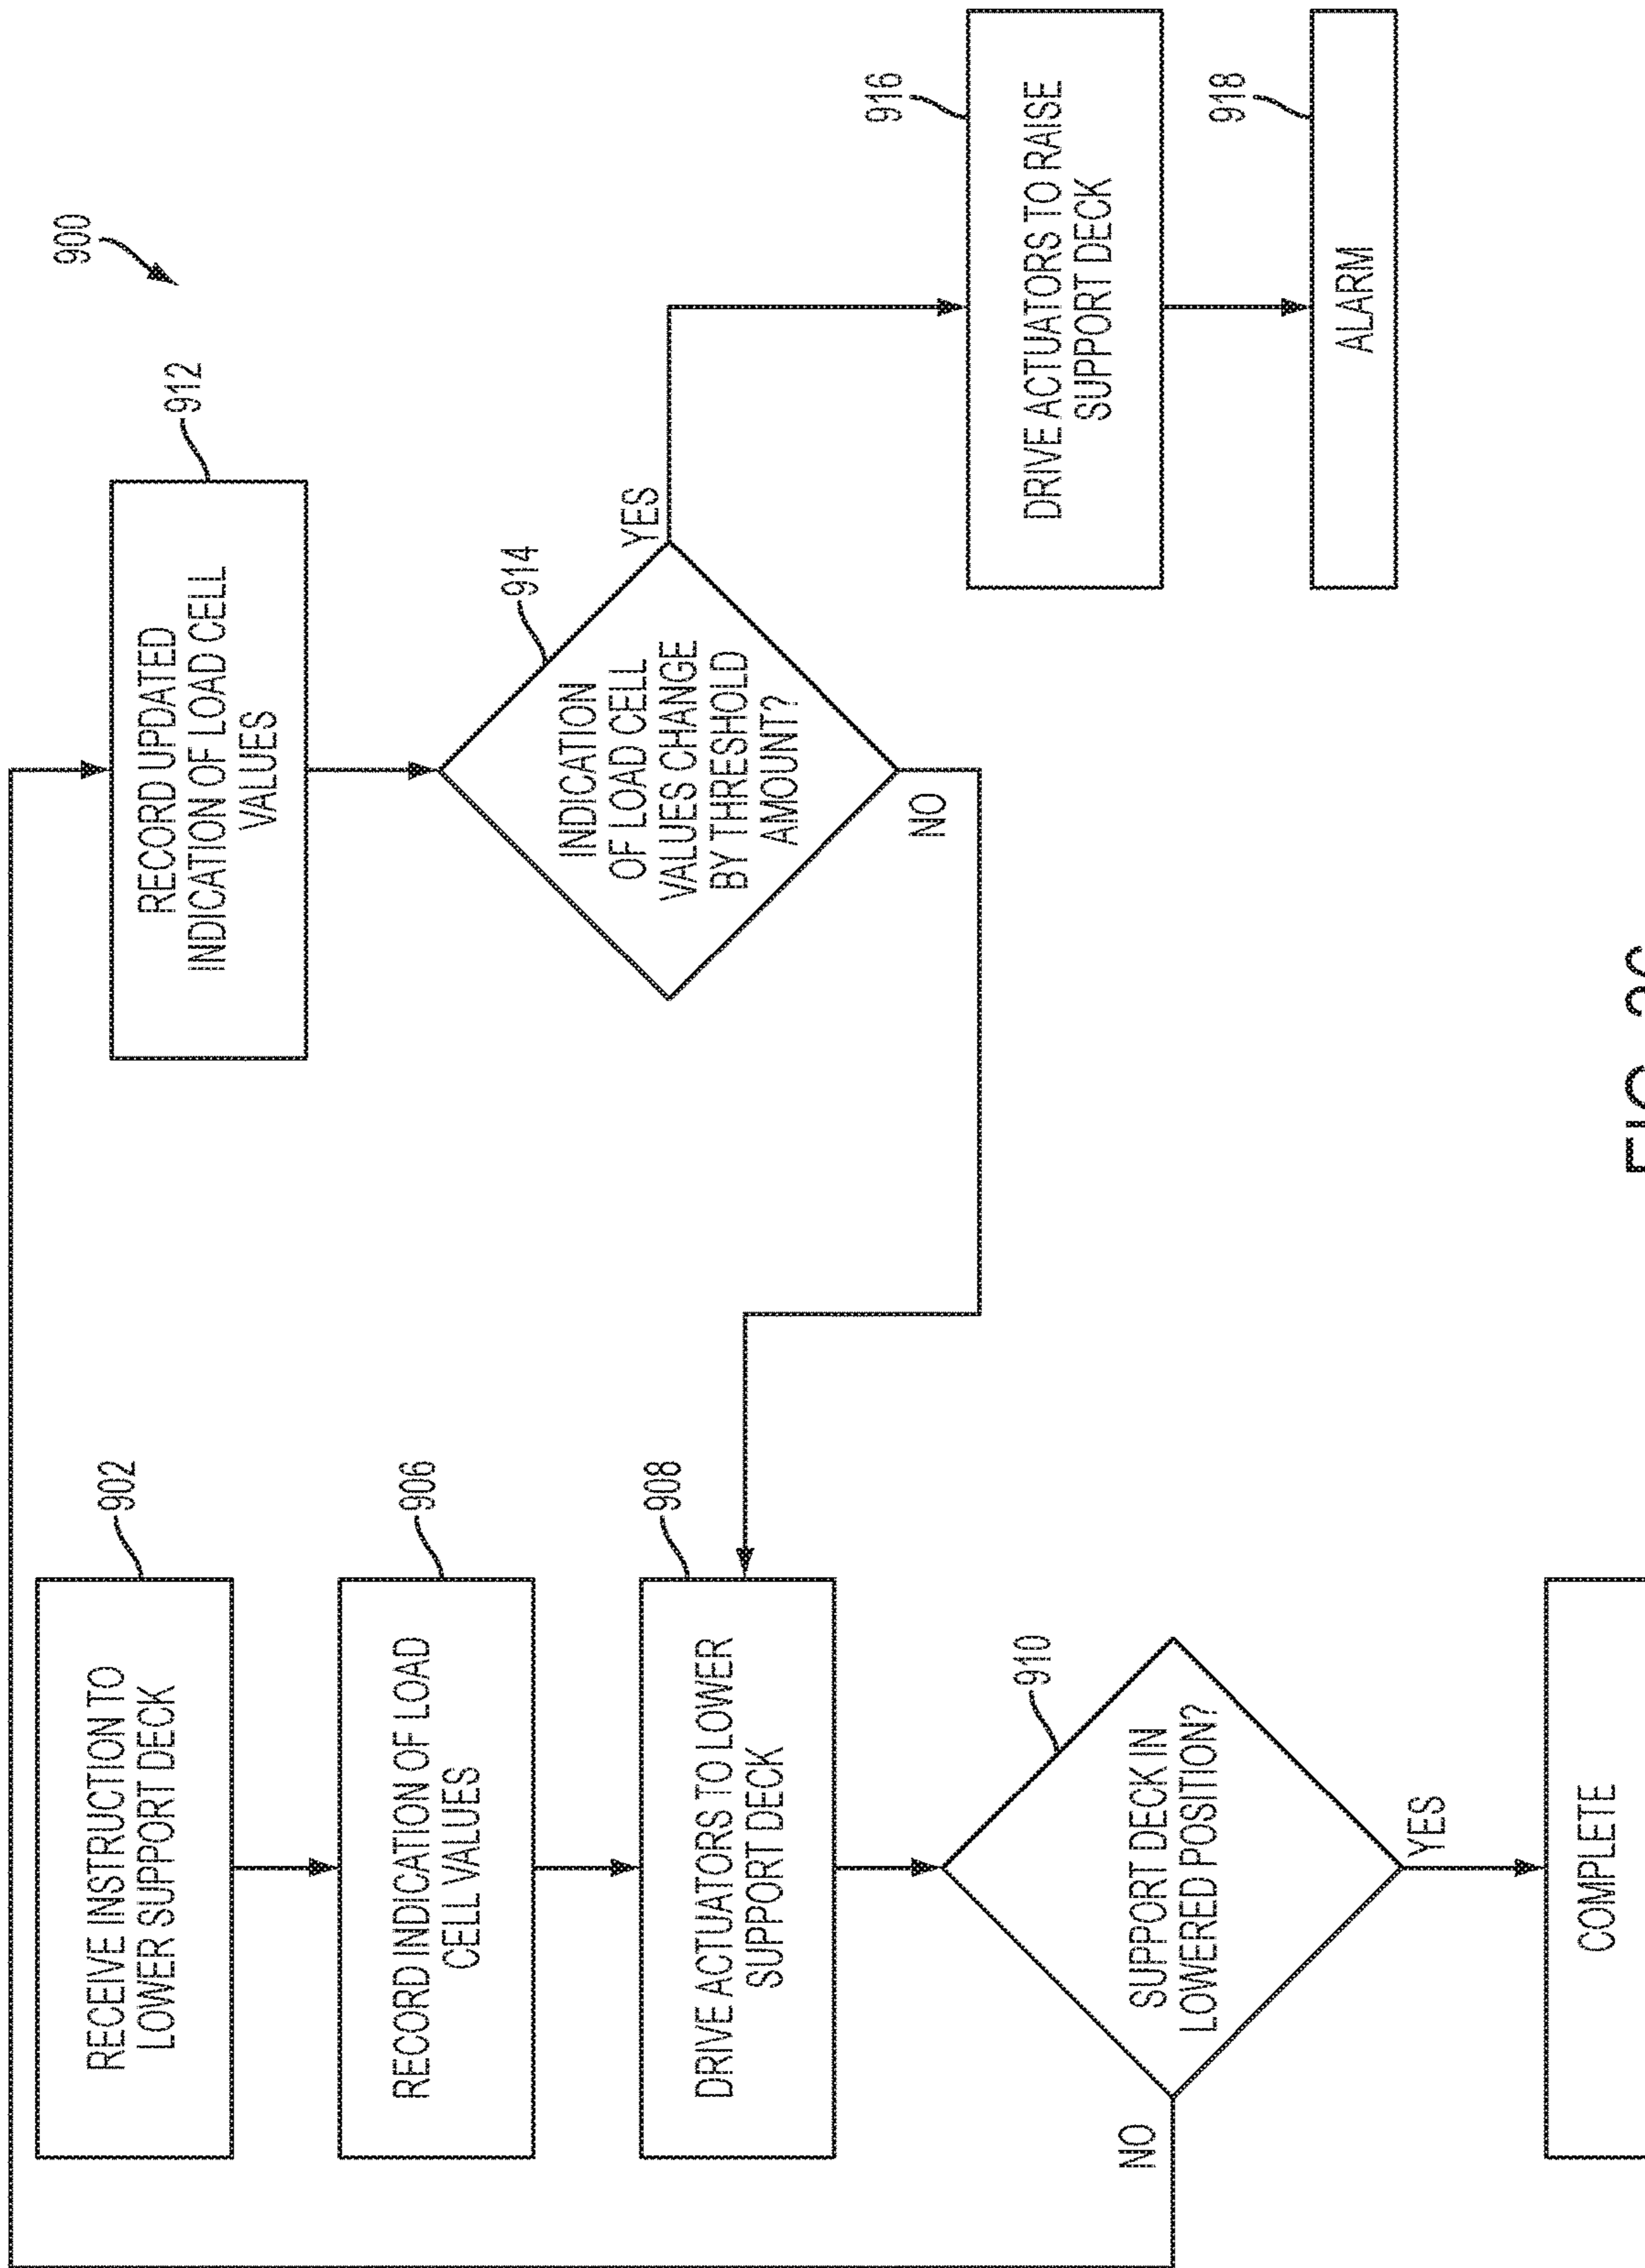 900
902
RECEIVE INSTRUCTION TO
LOWER SUPPORT DECK
906
RECORD INDICATION OF LOAD
CELL VALUES
908
DRIVE ACTUATORS TO LOWER
SUPPORT DECK
910
SUPPORT DECK IN
LOWERED POSITION?
NO
YES
COMPLETE
912
RECORD UPDATED
INDICATION OF LOAD CELL
VALUES
914
INDICATION
OF LOAD CELL
VALUES CHANGE
BY THRESHOLD
AMOUNT?
YES
NO
916
DRIVE ACTUATORS TO RAISE
SUPPORT DECK
918
ALARM
FIG.